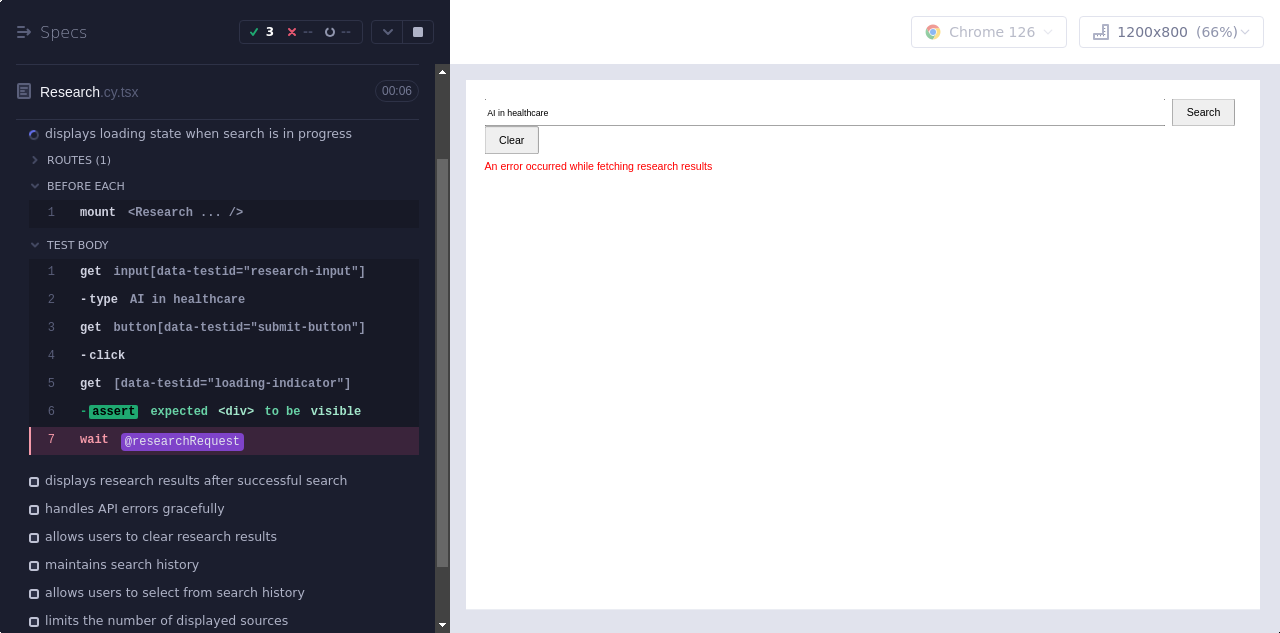 Specs
3
--
--
Chrome 126
1200x800 (66%)
Research.cy.tsx
00:06
displays loading state when search is in progress
ROUTES (1)
BEFORE EACH
1 mount <Research ... />
TEST BODY
1 get input[data-testid="research-input"]
2 -type AI in healthcare
3 get button[data-testid="submit-button"]
4 -click
5 get [data-testid="loading-indicator"]
6 -assert expected <div> to be visible
7 wait @researchRequest
displays research results after successful search
handles API errors gracefully
allows users to clear research results
maintains search history
allows users to select from search history
limits the number of displayed sources
AI in healthcare
Search
Clear
An error occurred while fetching research results